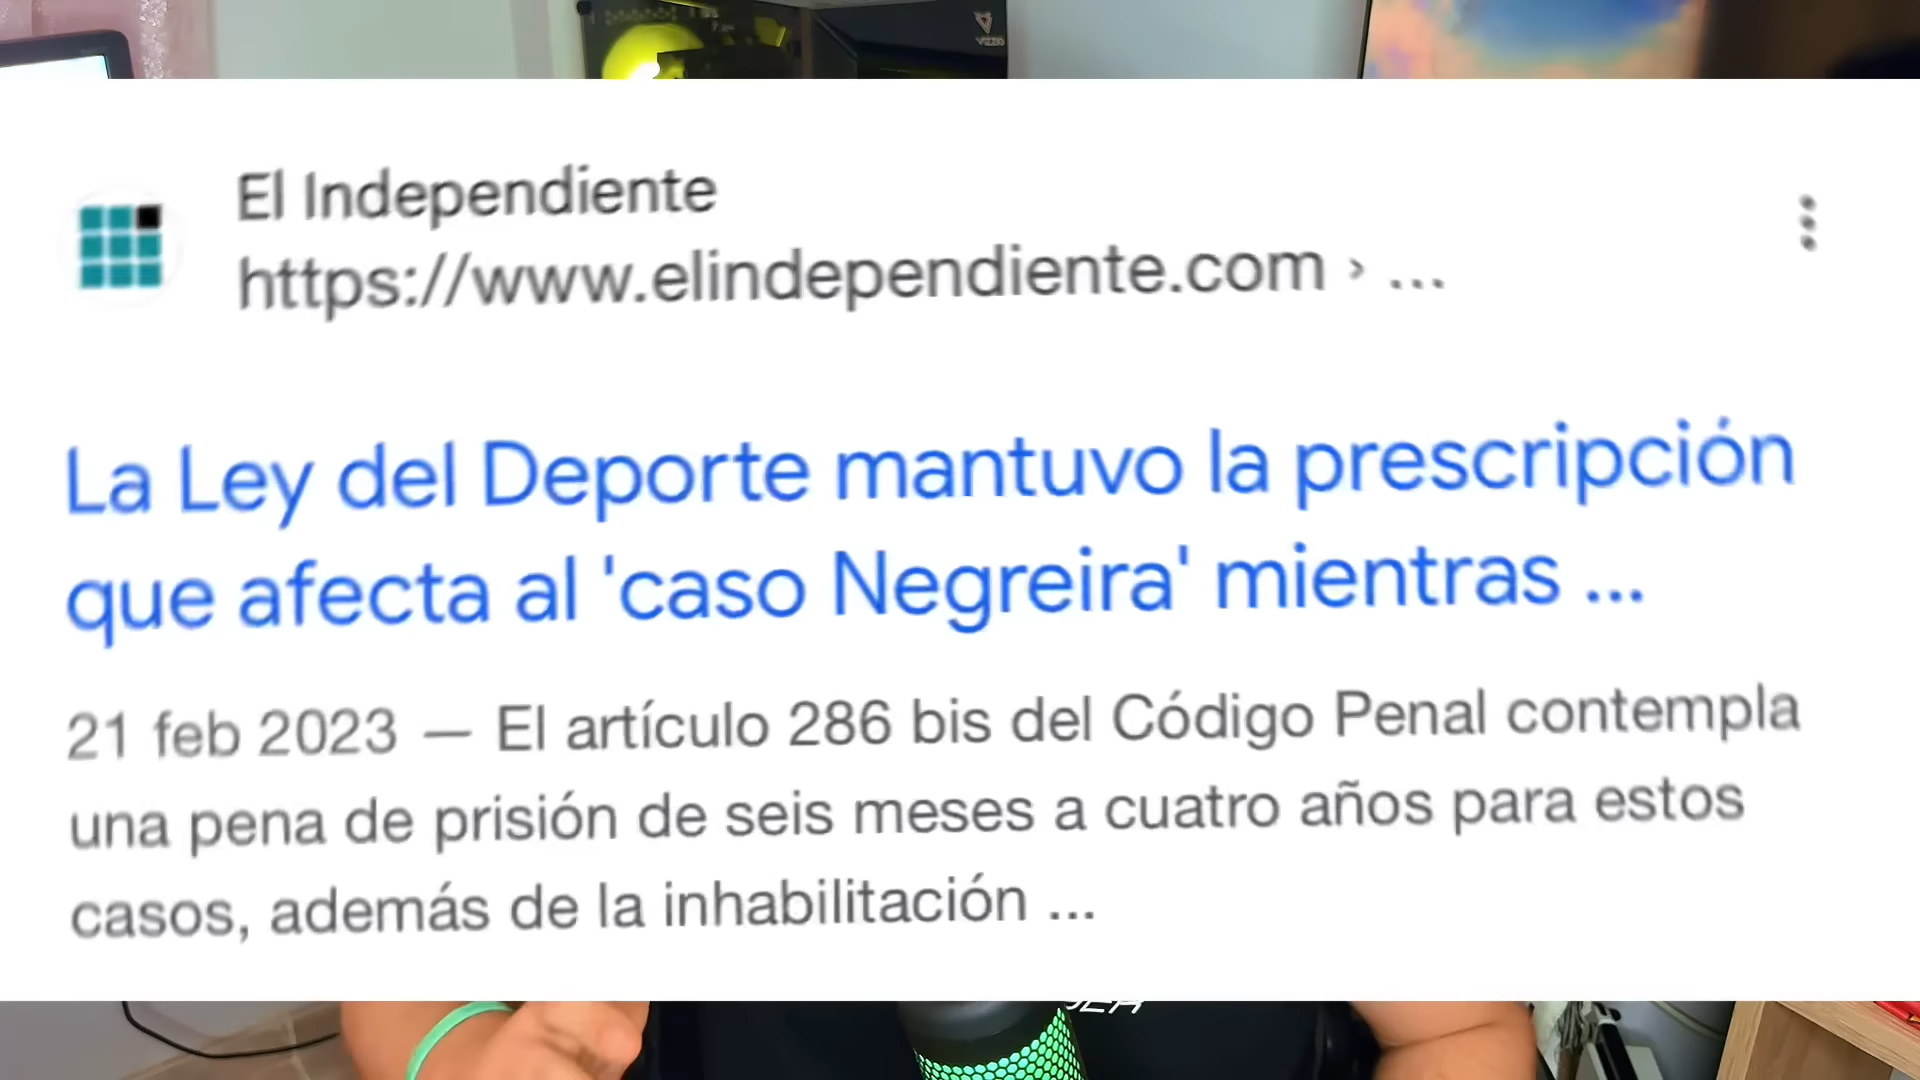 VIZZIO
El Independiente
https://www.elindependiente.com › ...
La Ley del Deporte mantuvo la prescripción
que afecta al 'caso Negreira' mientras ...
21 feb 2023 — El artículo 286 bis del Código Penal contempla
una pena de prisión de seis meses a cuatro años para estos
casos, además de la inhabilitación ...